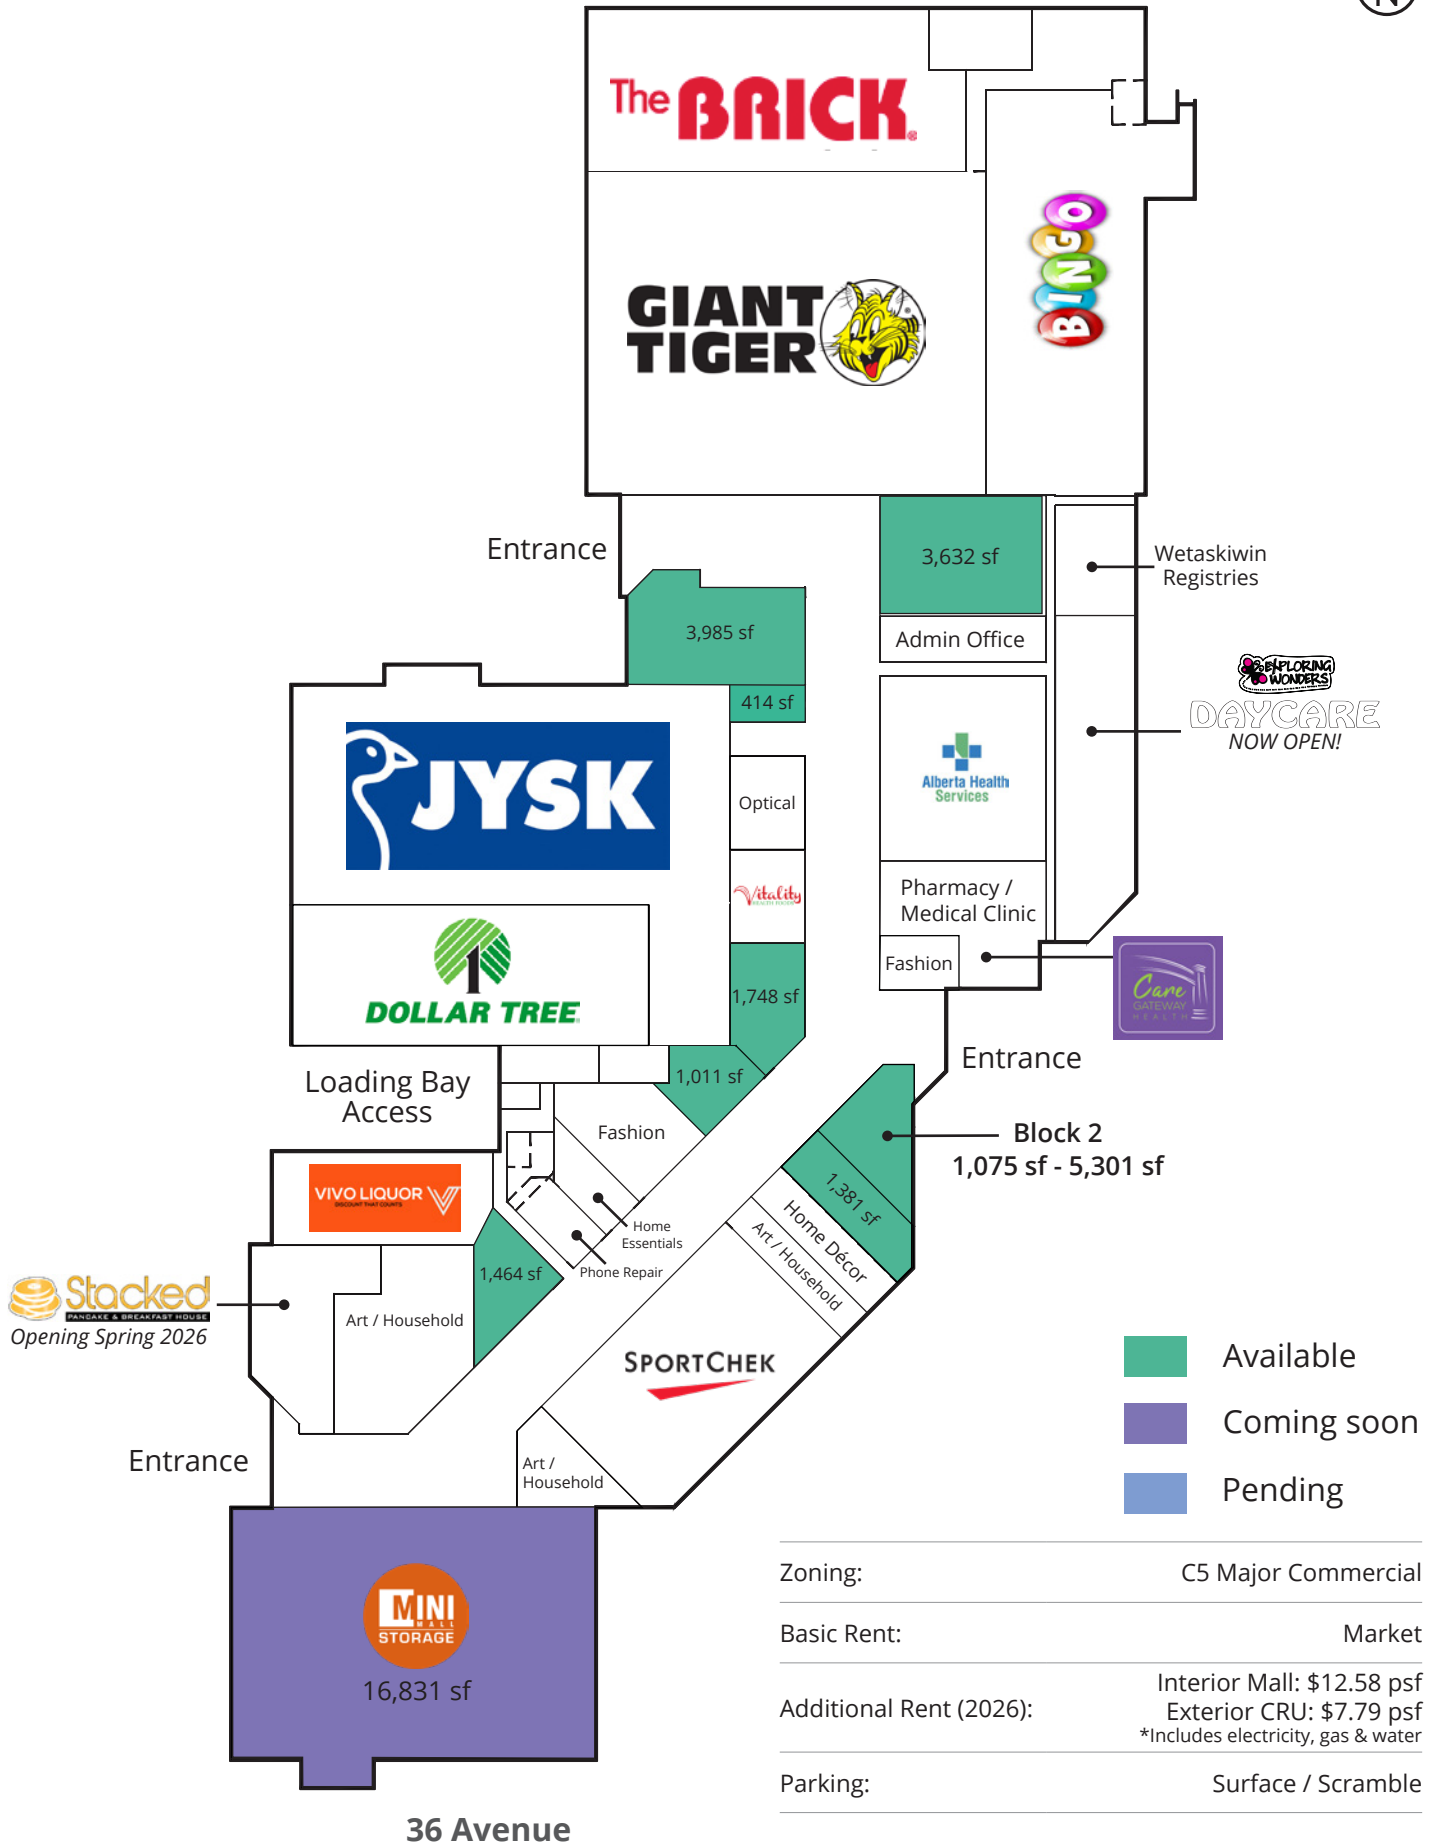 N
The BRICK
GIANT
TIGER
BINGO
Entrance
3,632 sf
Wetaskiwin
Registries
3,985 sf
Admin Office
414 sf
EXPLORING
WONDERS
DAYCARE
NOW OPEN!
JYSK
Optical
Alberta Health
Services
Vitality
HEALTH FOODS
Pharmacy /
Medical Clinic
Fashion
DOLLAR TREE
1,748 sf
Care
GATEWAY
HEALTH
Entrance
Loading Bay
Access
1,011 sf
Fashion
Block 2
1,075 sf - 5,301 sf
1,381 sf
VIVO LIQUOR
DISCOUNT THAT COUNTS
Home
Essentials
Phone Repair
Home Décor
Art / Household
1,464 sf
Stacked
PANCAKE & BREAKFAST HOUSE
Opening Spring 2026
Art / Household
SPORTCHEK
Available
Coming soon
Pending
Entrance
Art /
Household
MINI
MALL
STORAGE
16,831 sf
Zoning: C5 Major Commercial
Basic Rent: Market
Additional Rent (2026): Interior Mall: $12.58 psf
Exterior CRU: $7.79 psf
*Includes electricity, gas & water
Parking: Surface / Scramble
36 Avenue